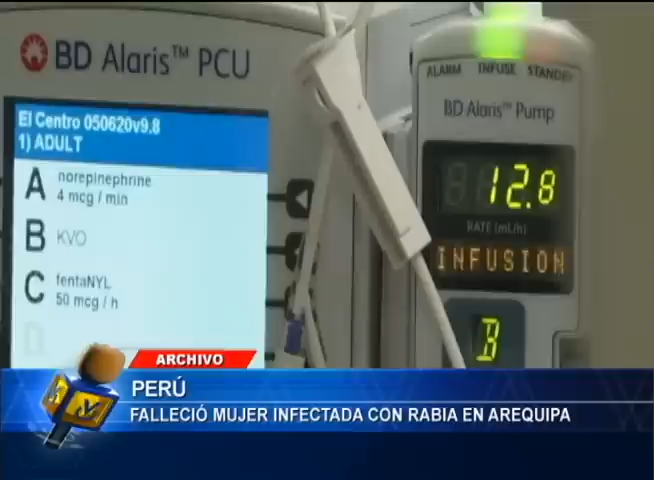 BD Alaris™ PCU
El Centro 050620v9.8
1) ADULT
A norepinephrine
4 mcg / min
B KVO
C fentaNYL
50 mcg / h
D
ALARM INFUSE STANDBY
BD Alaris™ Pump
12.8
RATE (mL/h)
INFUSION
B
ARCHIVO
PERÚ
FALLECIÓ MUJER INFECTADA CON RABIA EN AREQUIPA